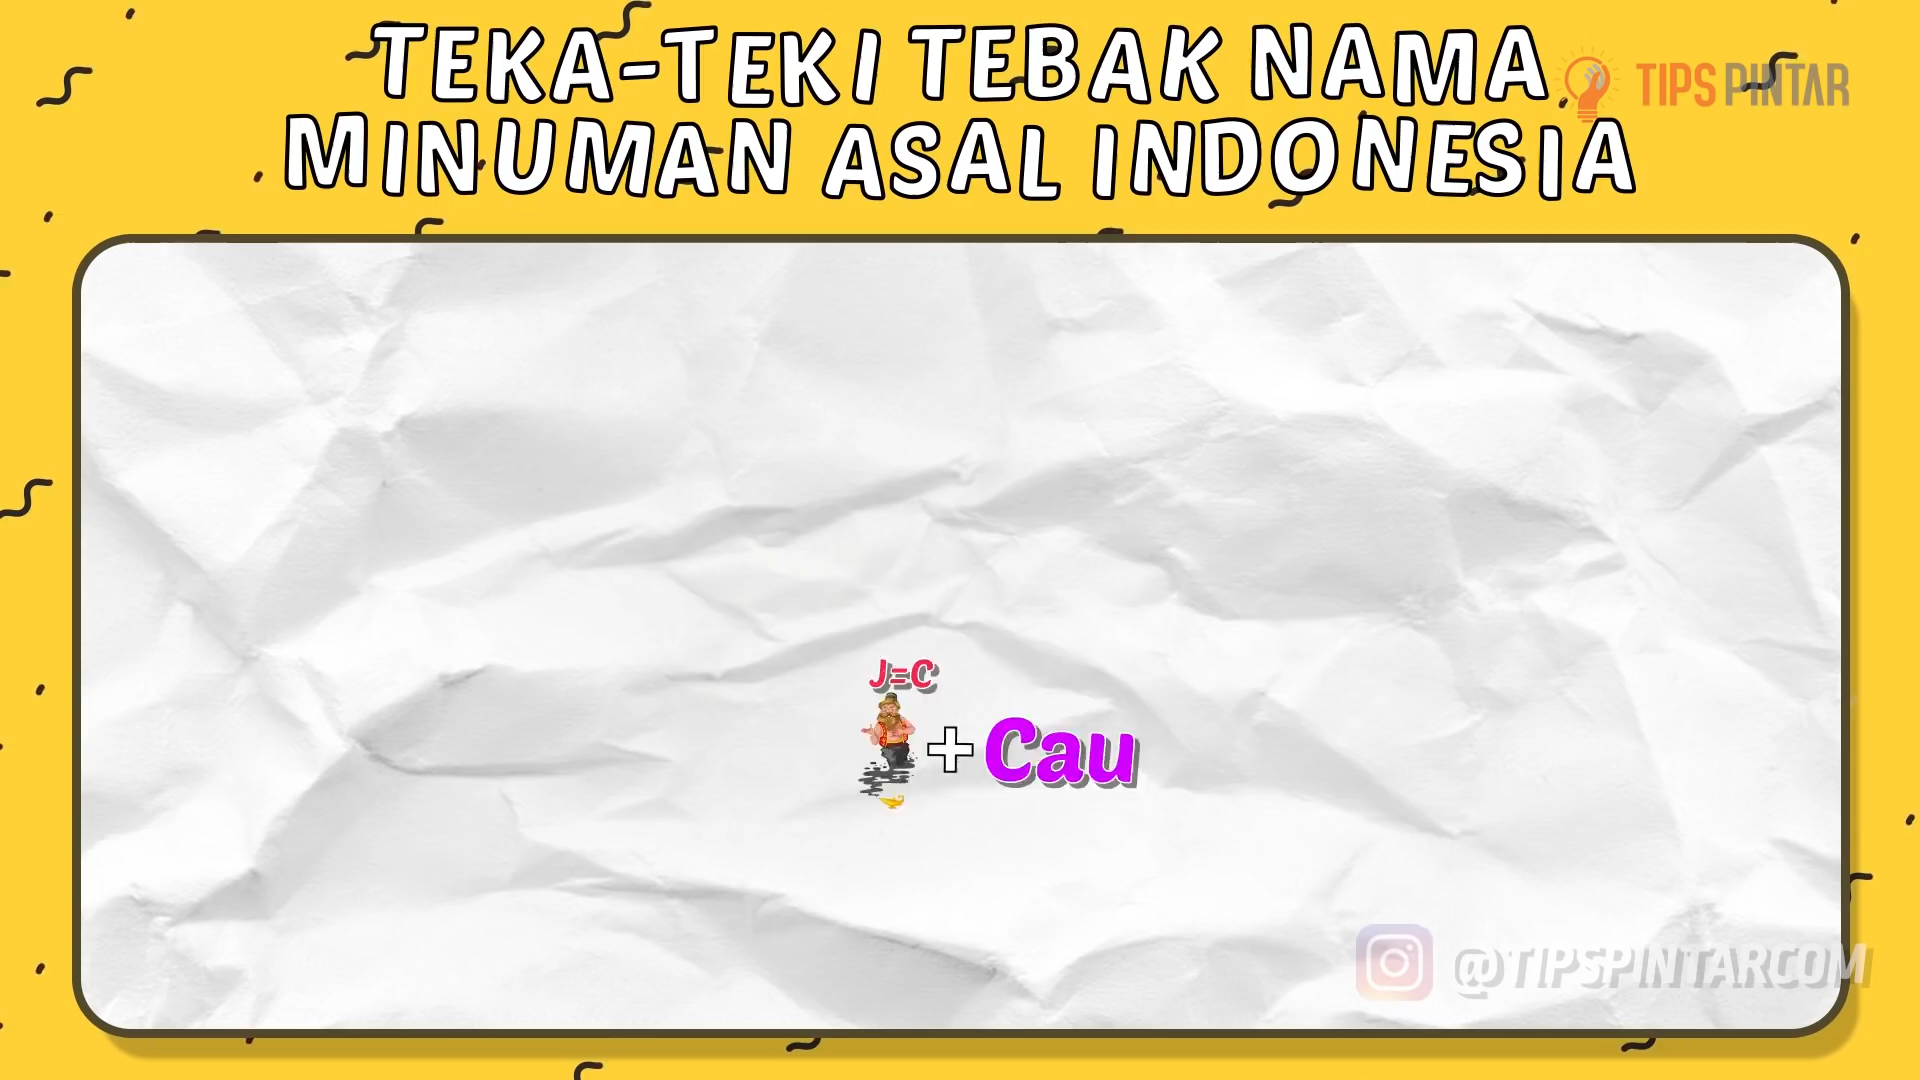 TEKA-TEKI TEBAK NAMA
MINUMAN ASAL INDONESIA
TIPS PINTAR
J=C
+ Cau
@TIPSPINTARCOM